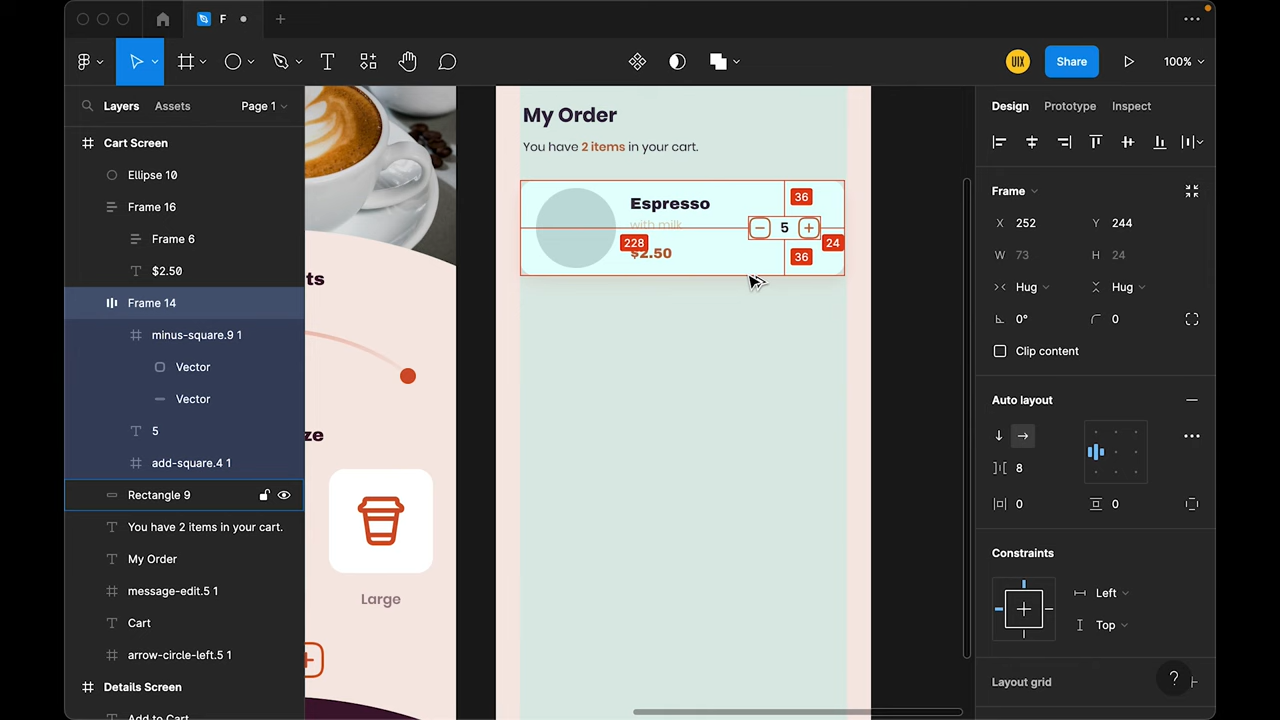 F
UIX
Share
100%
Layers
Assets
Page 1
Design
Prototype
Inspect
Cart Screen
Ellipse 10
Frame 16
Frame 6
$2.50
Frame 14
minus-square.9 1
Vector
Vector
5
add-square.4 1
Rectangle 9
You have 2 items in your cart.
My Order
message-edit.5 1
Cart
arrow-circle-left.5 1
Details Screen
Add to Cart
ts
ze
Large
My Order
You have 2 items in your cart.
Espresso
with milk
$2.50
36
5
228
24
36
Frame
X 252
Y 244
W 73
H 24
Hug
Hug
0°
0
Clip content
Auto layout
8
0
0
Constraints
Left
Top
Layout grid
?